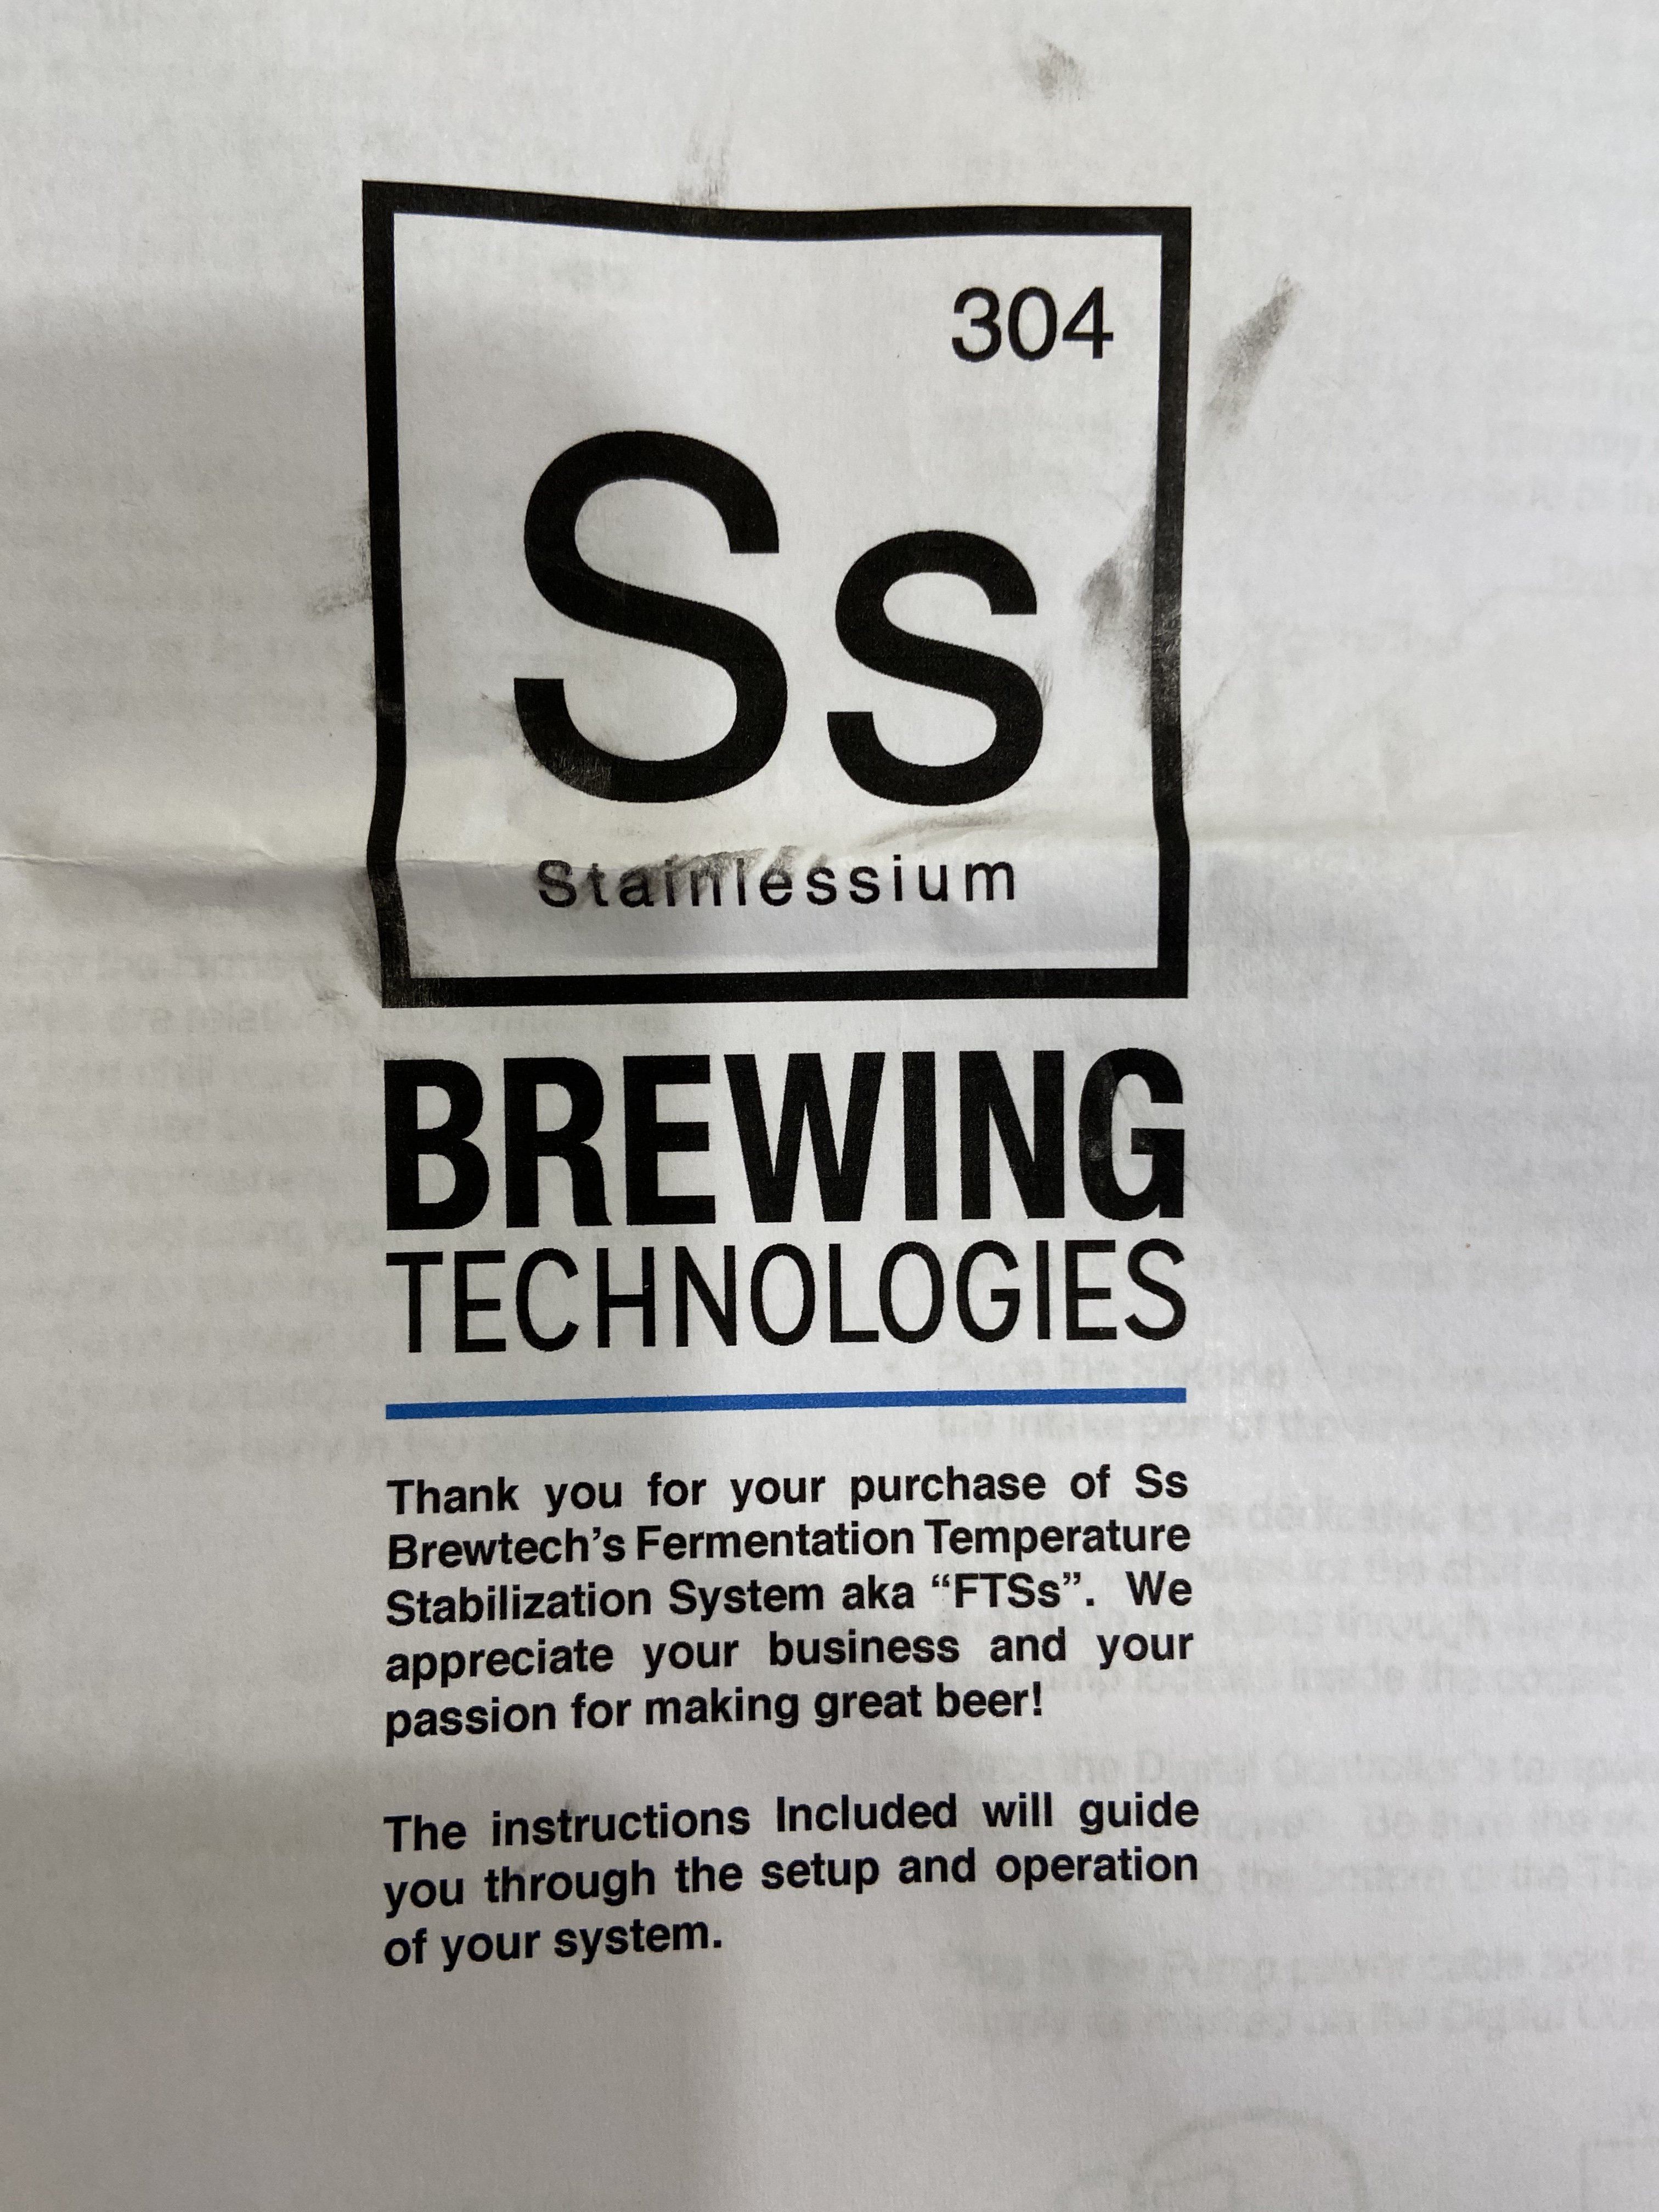 304
Ss
Stainlessium
BREWING
TECHNOLOGIES
Thank you for your purchase of Ss
Brewtech’s Fermentation Temperature
Stabilization System aka “FTSs”.  We
appreciate your business and your
passion for making great beer!
The instructions Included will guide
you through the setup and operation
of your system.